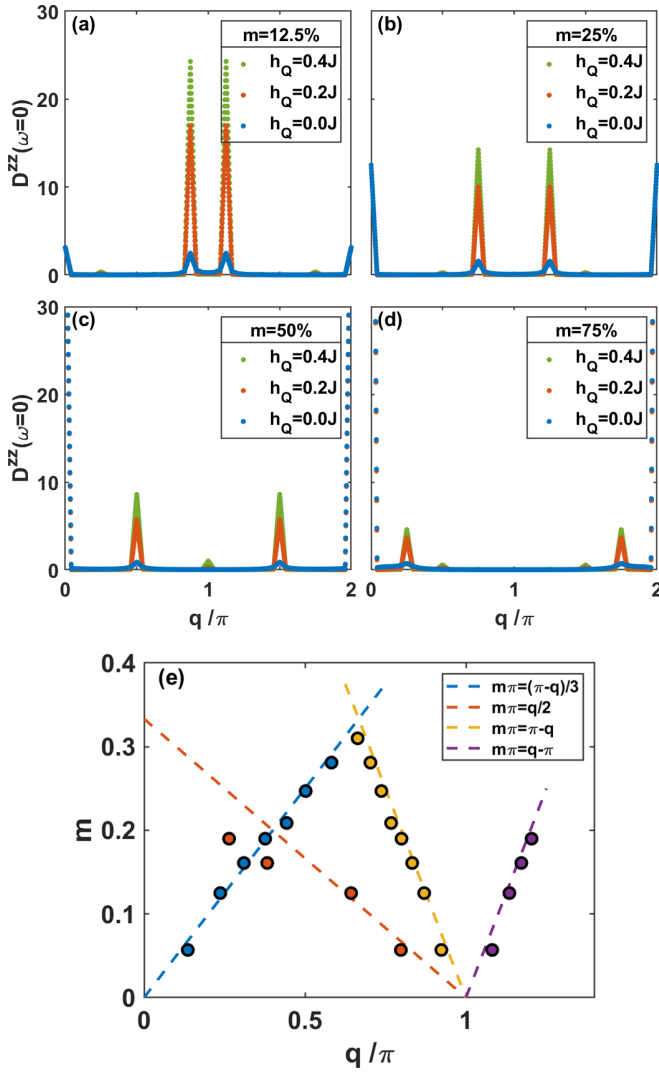 (a)
m=12.5%
h_Q=0.4J
h_Q=0.2J
h_Q=0.0J
30
20
10
0
D^zz(ω=0)
(b)
m=25%
h_Q=0.4J
h_Q=0.2J
h_Q=0.0J
(c)
m=50%
h_Q=0.4J
h_Q=0.2J
h_Q=0.0J
30
20
10
0
D^zz(ω=0)
0 1 2
q/π
(d)
m=75%
h_Q=0.4J
h_Q=0.2J
h_Q=0.0J
0 1 2
q/π
(e)
mπ=(π-q)/3
mπ=q/2
mπ=π-q
mπ=q-π
0.4
0.3
0.2
0.1
0
m
0 0.5 1
q/π